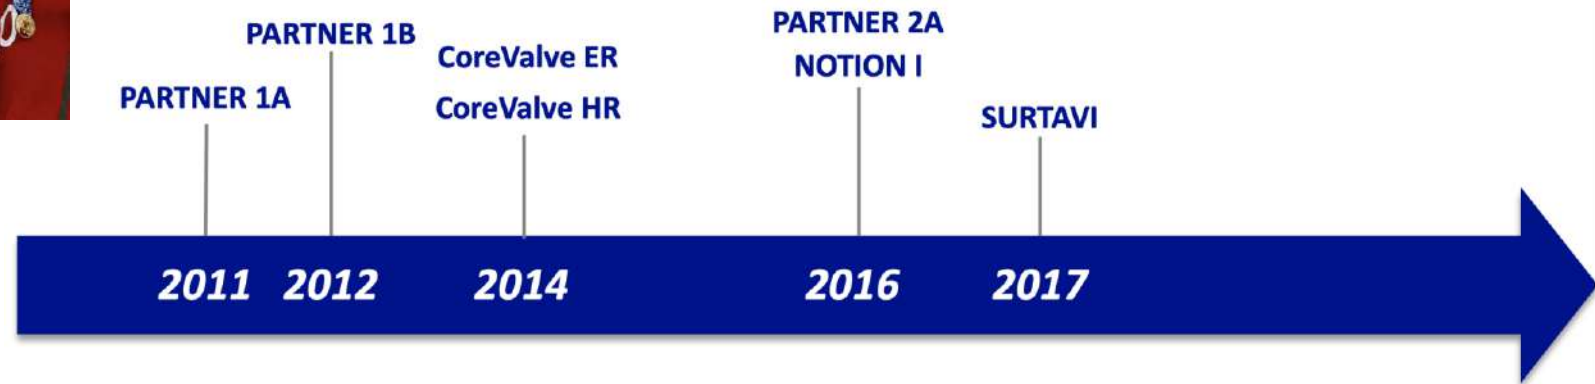 PARTNER 1A
PARTNER 1B
CoreValve ER
CoreValve HR
PARTNER 2A
NOTION I
SURTAVI
2011 2012 2014 2016 2017